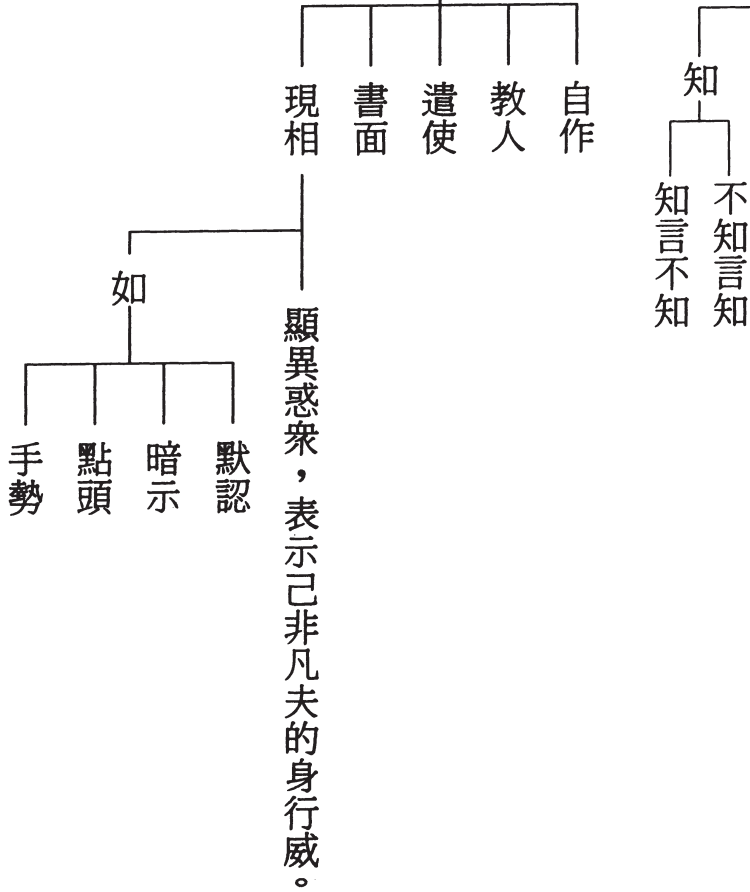 知
不知言知
知言不知
自作
教人
遣使
書面
現相
顯異惑衆，表示己非凡夫的身行威。
如
默認
暗示
點頭
手勢